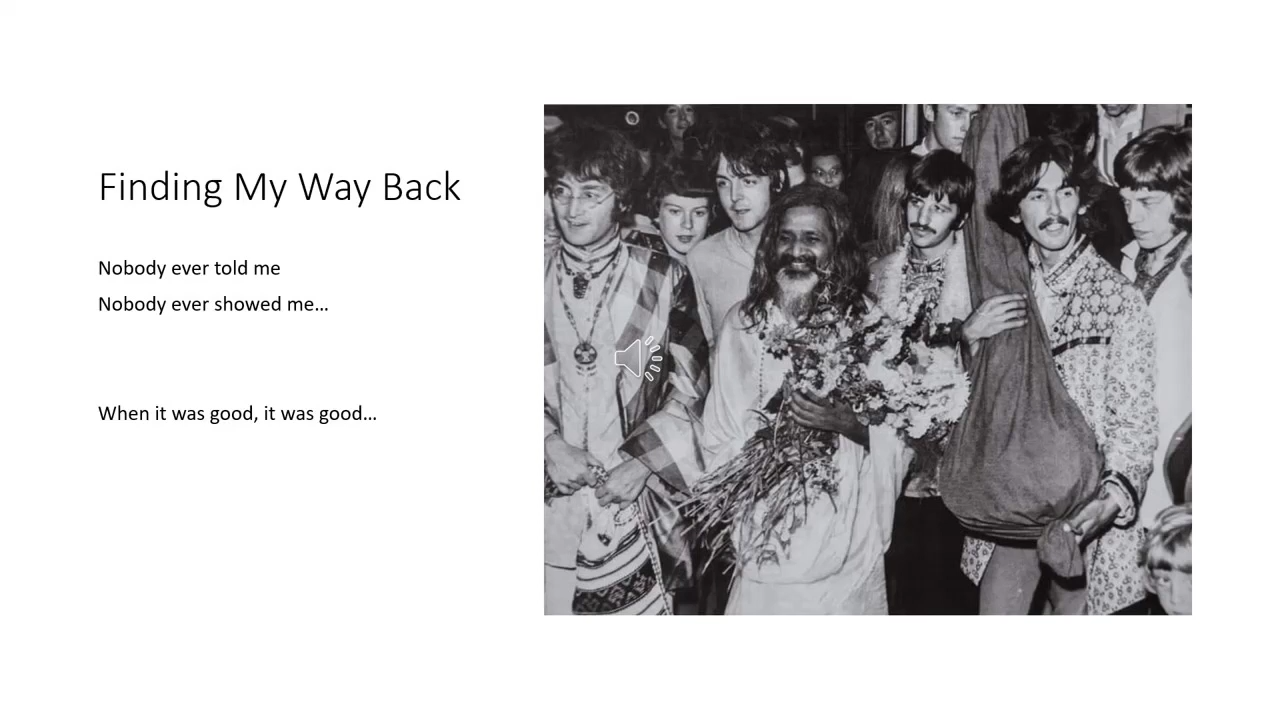 Finding My Way Back
Nobody ever told me
Nobody ever showed me…
When it was good, it was good…